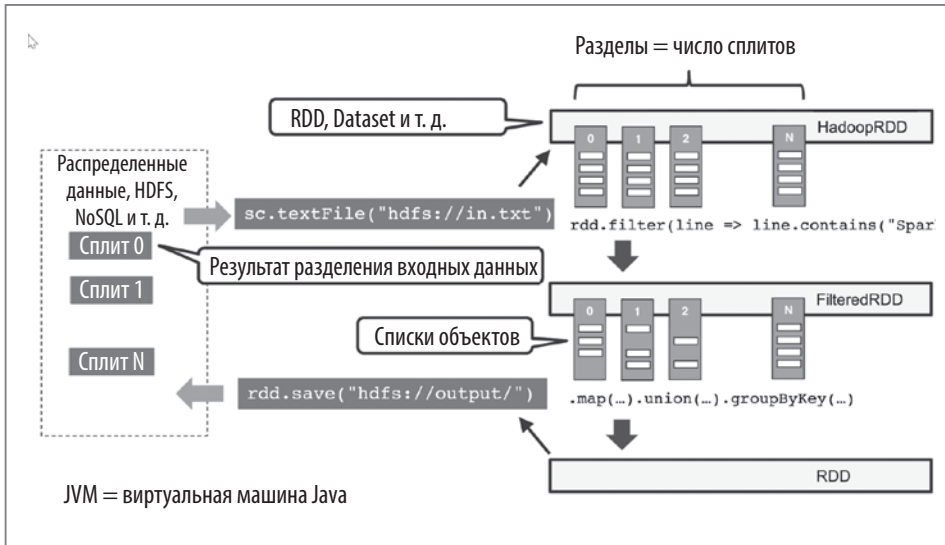 Разделы = число сплитов
RDD, Dataset и т. д.
HadoopRDD
0 1 2 N
Распределенные
данные, HDFS,
NoSQL и т. д.
sc.textFile("hdfs://in.txt")
rdd.filter(line => line.contains("Spar
Сплит 0
Результат разделения входных данных
Сплит 1
FilteredRDD
0 1 2 N
Списки объектов
Сплит N
rdd.save("hdfs://output/")
.map(…).union(…).groupByKey(…)
RDD
JVM = виртуальная машина Java